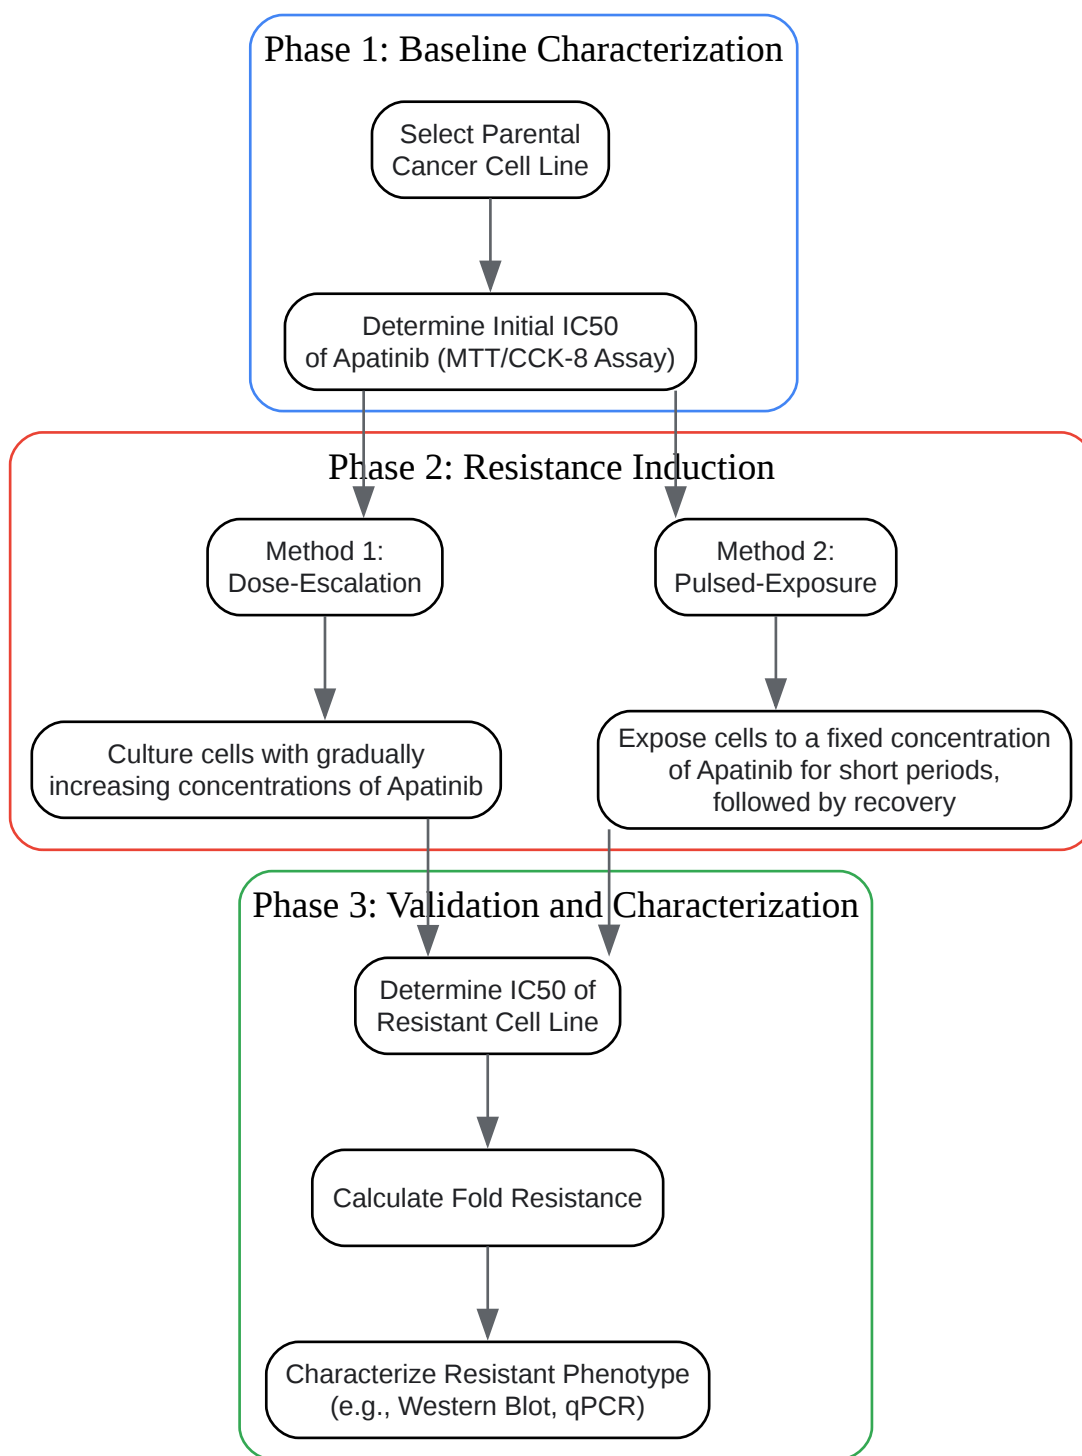 Phase 1: Baseline Characterization
Select Parental
Cancer Cell Line
Determine Initial IC50
of Apatinib (MTT/CCK-8 Assay)
Phase 2: Resistance Induction
Method 1:
Dose-Escalation
Method 2:
Pulsed-Exposure
Culture cells with gradually
increasing concentrations of Apatinib
Expose cells to a fixed concentration
of Apatinib for short periods,
followed by recovery
Phase 3: Validation and Characterization
Determine IC50 of
Resistant Cell Line
Calculate Fold Resistance
Characterize Resistant Phenotype
(e.g., Western Blot, qPCR)